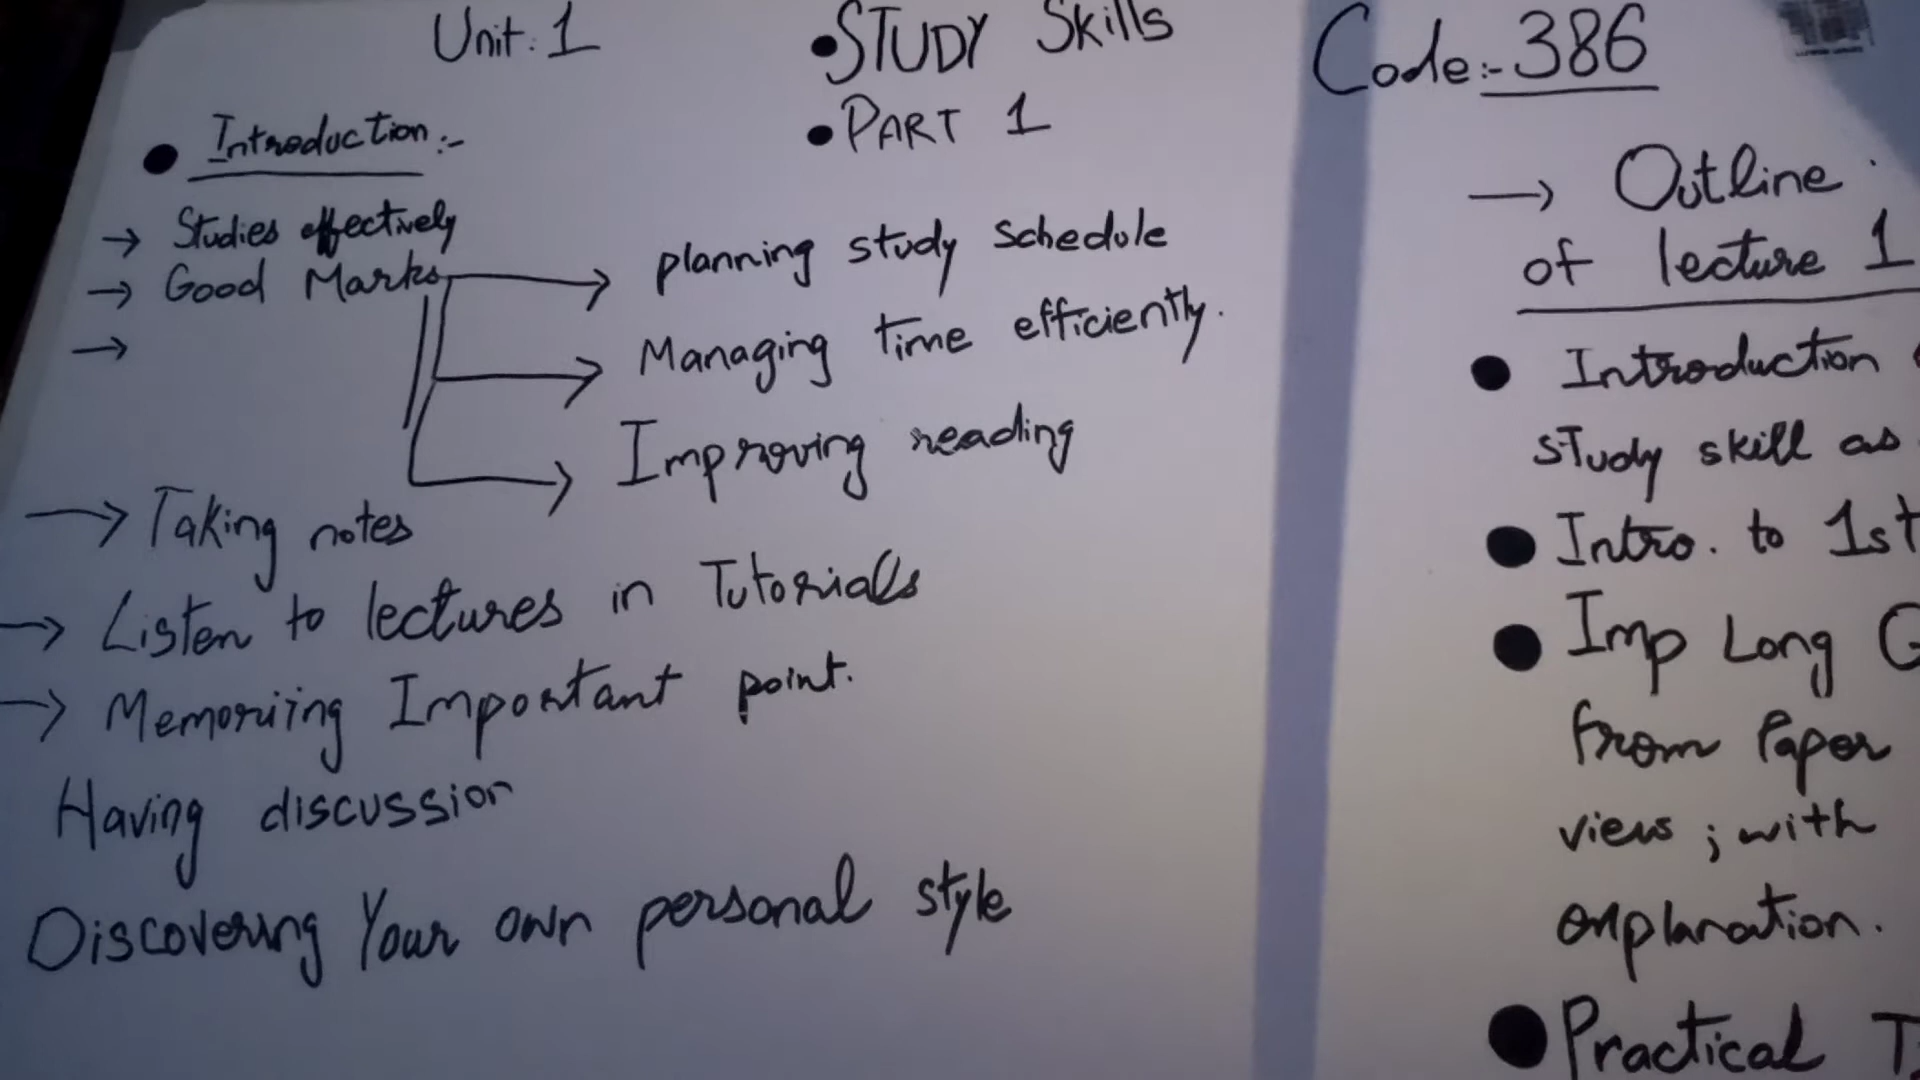 Unit: 1
• STUDY Skills
• PART 1
• Introduction :-
→ Studies effectively
→ Good Marks
→ planning study schedule
→ Managing time efficiently.
→
→ Improving reading
→ Taking notes
→ Listen to lectures in Tutorials
→ Memoriing Important point.
Having discussion
Discovering Your own personal style
Code:- 386
→ Outline
of lecture 1
• Introduction
study skill as
• Intro. to 1st
• Imp Long
from Paper
view ; with
explanation.
• Practical